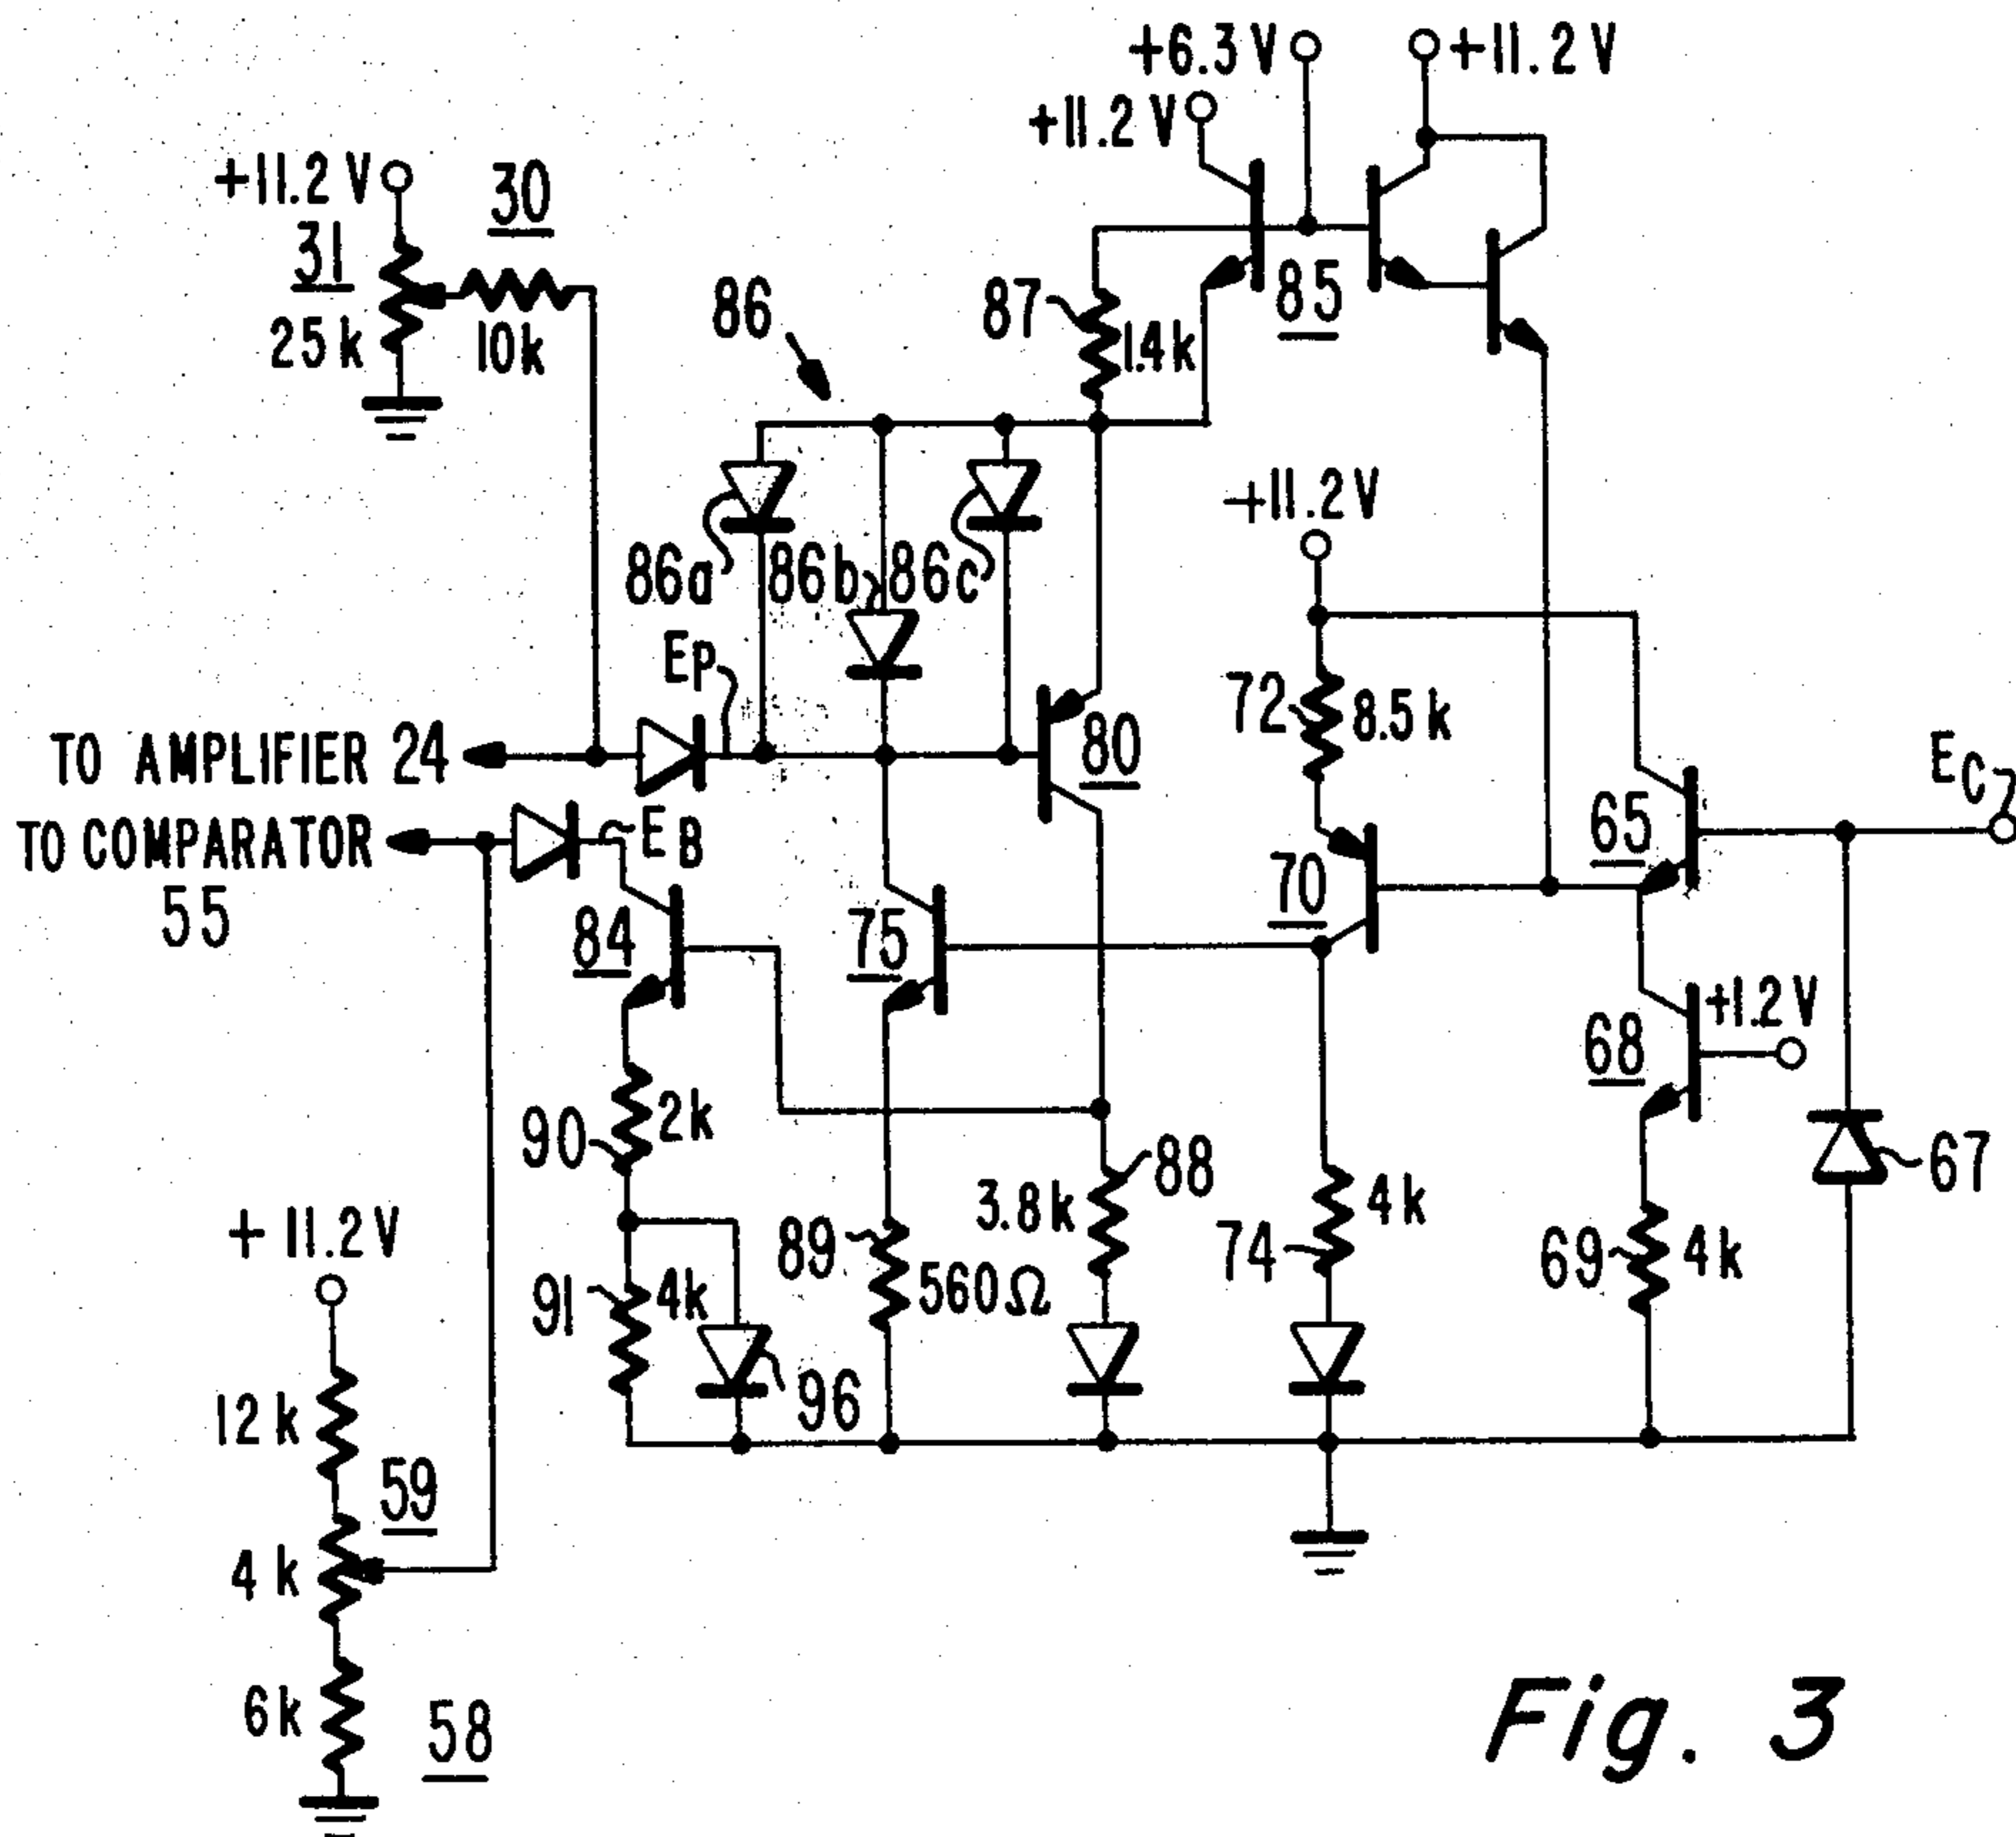 +6.3 V
+11.2 V
+11.2 V
+11.2 V
30
31
25 k
10k
86
87
1.4k
85
+11.2 V
86a
86b
86c
Ep
72
8.5 k
TO AMPLIFIER 24
80
EC
TO COMPARATOR
55
EB
65
84
75
70
+1.2 V
68
90
2k
88
3.8k
67
+ 11.2 V
89
560Ω
74
4k
69
4k
91
4k
96
12 k
59
4 k
6k
58
Fig. 3